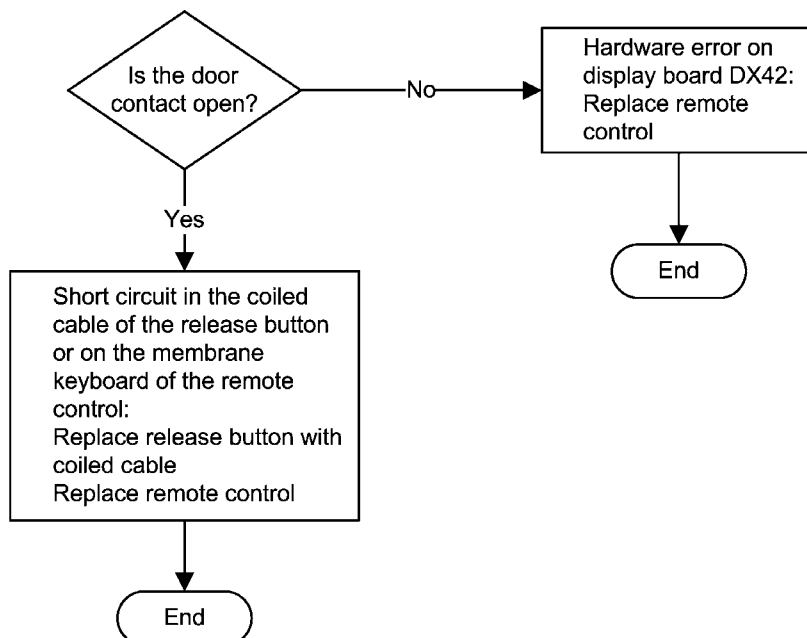 Is the door
contact open?
No
Hardware error on
display board DX42:
Replace remote
control
End
Yes
Short circuit in the coiled
cable of the release button
or on the membrane
keyboard of the remote
control:
Replace release button with
coiled cable
Replace remote control
End